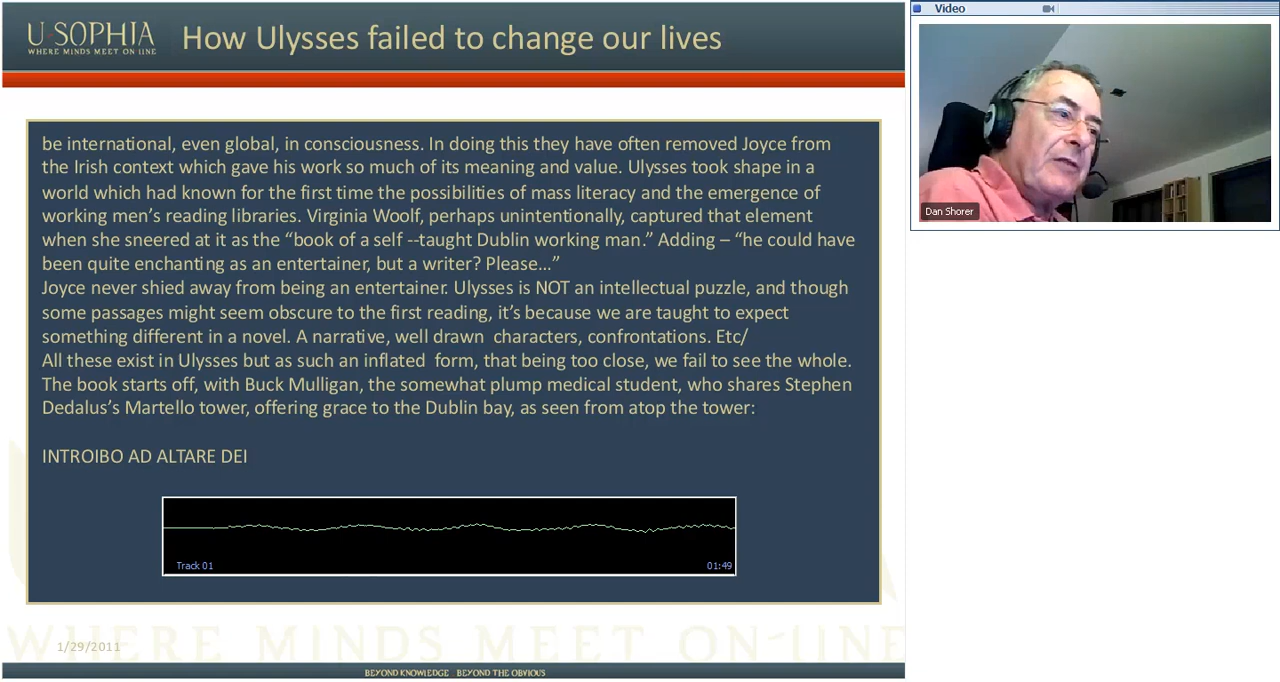 U·SOPHIA
WHERE MINDS MEET ON-LINE
How Ulysses failed to change our lives
be international, even global, in consciousness. In doing this they have often removed Joyce from
the Irish context which gave his work so much of its meaning and value. Ulysses took shape in a
world which had known for the first time the possibilities of mass literacy and the emergence of
working men's reading libraries. Virginia Woolf, perhaps unintentionally, captured that element
when she sneered at it as the “book of a self --taught Dublin working man.” Adding – “he could have
been quite enchanting as an entertainer, but a writer? Please…”
Joyce never shied away from being an entertainer. Ulysses is NOT an intellectual puzzle, and though
some passages might seem obscure to the first reading, it's because we are taught to expect
something different in a novel. A narrative, well drawn  characters, confrontations. Etc/
All these exist in Ulysses but as such an inflated  form, that being too close, we fail to see the whole.
The book starts off, with Buck Mulligan, the somewhat plump medical student, who shares Stephen
Dedalus's Martello tower, offering grace to the Dublin bay, as seen from atop the tower:
INTROIBO AD ALTARE DEI
Track 01
01:49
WHERE MINDS MEET ON-LINE
1/29/2011
BEYOND KNOWLEDGE   BEYOND THE OBVIOUS
Video
Dan Shorer